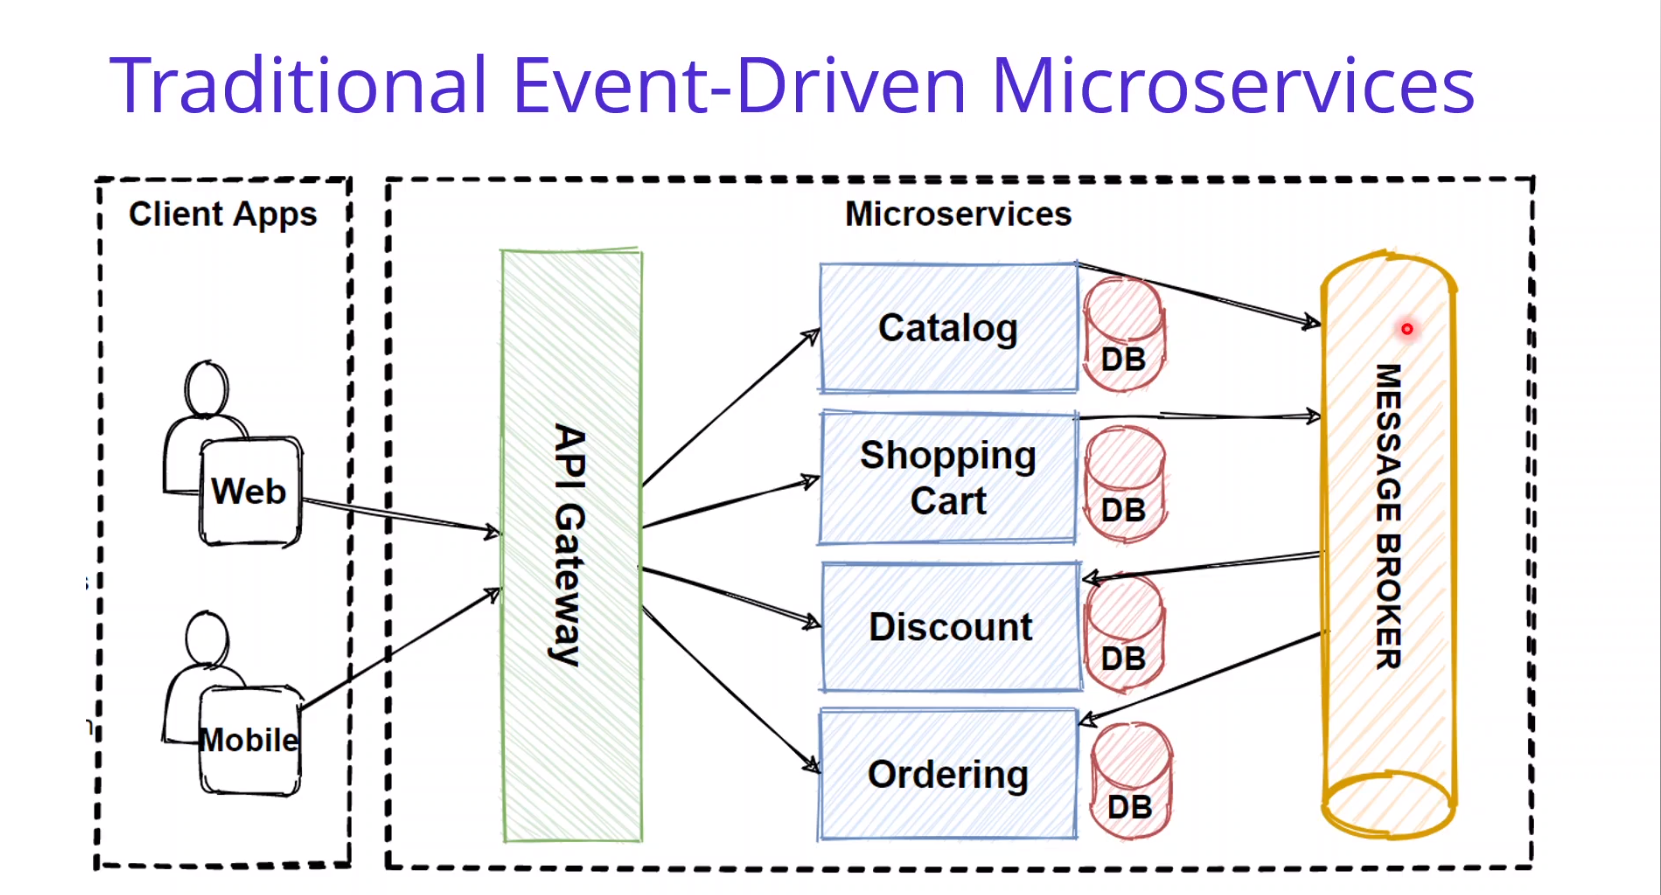 Traditional Event-Driven Microservices
Client Apps
Web
Mobile
Microservices
API Gateway
Catalog
DB
Shopping
Cart
DB
Discount
DB
Ordering
DB
MESSAGE BROKER